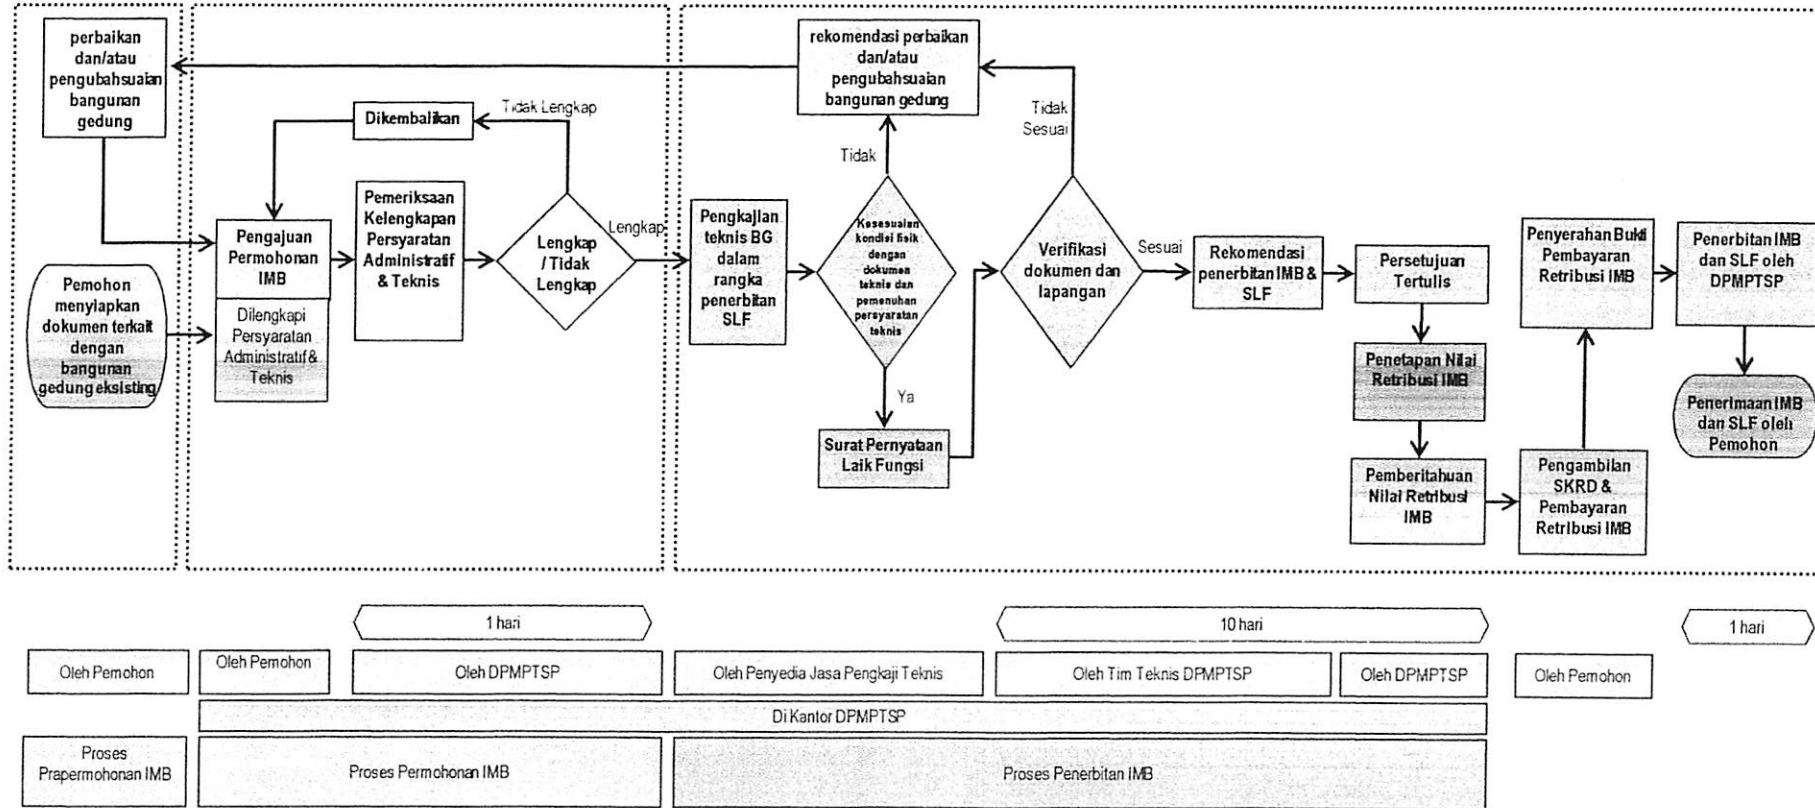 perbaikan
dan/atau
pengubahsuaian
bangunan
gedung
Pemohon
menyiapkan
dokumen terkait
dengan
bangunan
gedung eksisting
Dikembalikan
Tidak Lengkap
Pengajuan
Permohonan
IMB
Dilengkapi
Persyaratan
Administratif &
Teknis
Pemeriksaan
Kelengkapan
Persyaratan
Administratif
& Teknis
Lengkap
/ Tidak
Lengkap
Lengkap
rekomendasi perbaikan
dan/atau
pengubahsuaian
bangunan gedung
Tidak
Tidak
Sesuai
Pengkajian
teknis BG
dalam
rangka
penerbitan
SLF
Kesesuaian
kondisi fisik
dengan
dokumen
teknis dan
pemenuhan
persyaratan
teknis
Ya
Surat Pernyataan
Laik Fungsi
Verifikasi
dokumen dan
lapangan
Sesuai
Rekomendasi
penerbitan IMB &
SLF
Persetujuan
Tertulis
Penetapan Nilai
Retribusi IMB
Pemberitahuan
Nilai Retribusi
IMB
Pengambilan
SKRD &
Pembayaran
Retribusi IMB
Penyerahan Bukti
Pembayaran
Retribusi IMB
Penerbitan IMB
dan SLF oleh
DPMPTSP
Penerimaan IMB
dan SLF oleh
Pemohon
1 hari
10 hari
1 hari
Oleh Pemohon
Oleh Pemohon
Oleh DPMPTSP
Oleh Penyedia Jasa Pengkaji Teknis
Oleh Tim Teknis DPMPTSP
Oleh DPMPTSP
Oleh Pemohon
Di Kantor DPMPTSP
Proses
Prapermohonan IMB
Proses Permohonan IMB
Proses Penerbitan IMB